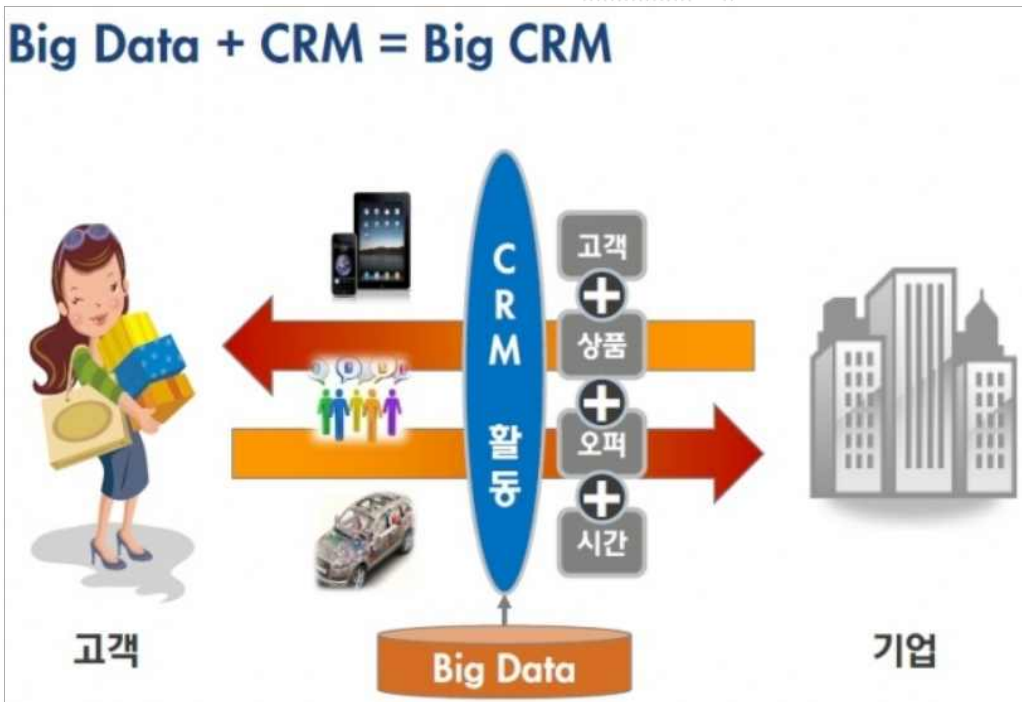 Big Data + CRM = Big CRM
CRM 활동
고객
상품
오퍼
시간
고객
기업
Big Data